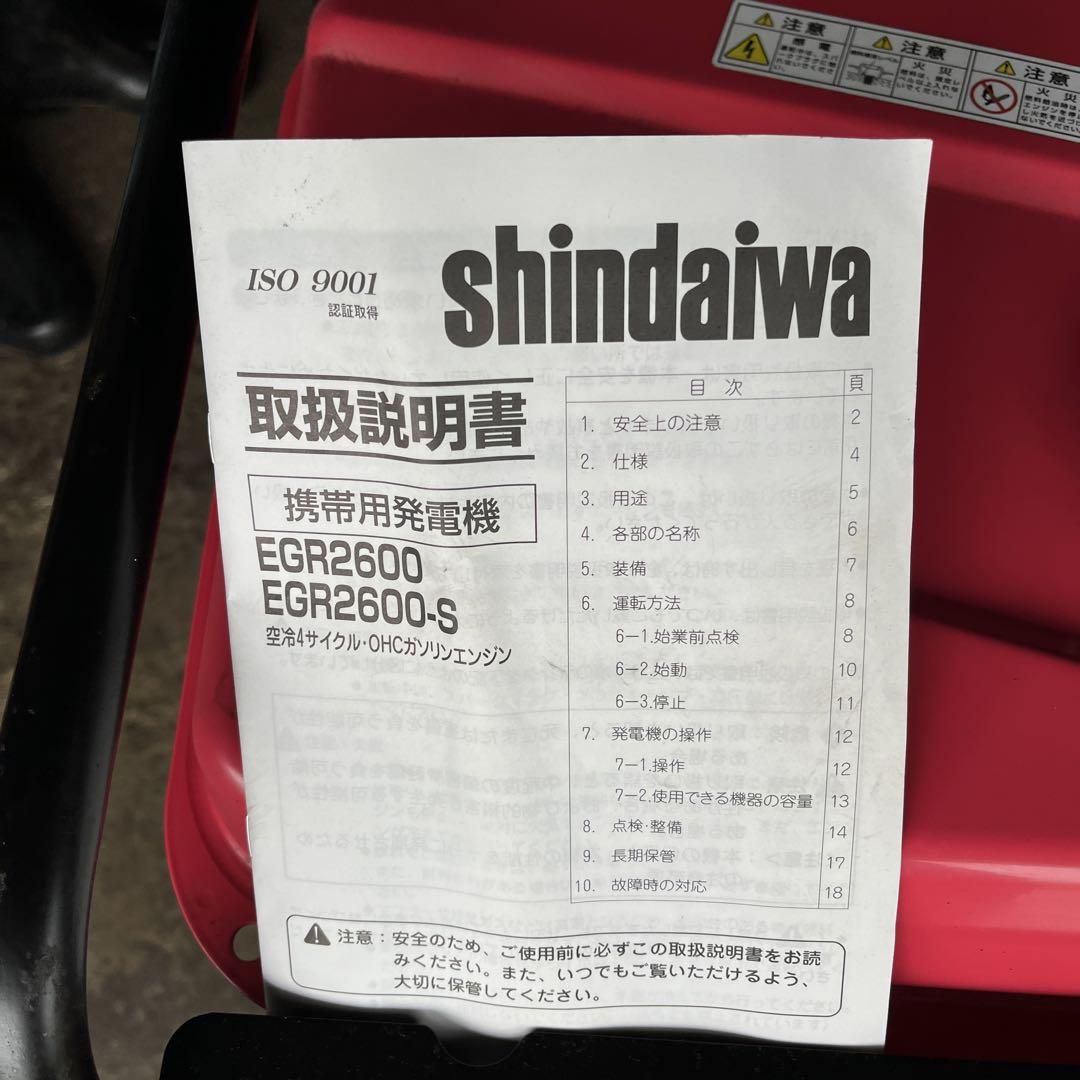 注意
感電
注意
火災
注意
火災
ISO 9001
認証取得
shindaiwa
取扱説明書
携帯用発電機
EGR2600
EGR2600-S
空冷4サイクル・OHCガソリンエンジン
目次 頁
1. 安全上の注意 2
2. 仕様 4
3. 用途 5
4. 各部の名称 6
5. 装備 7
6. 運転方法 8
6-1.始業前点検 8
6-2.始動 10
6-3.停止 11
7. 発電機の操作 12
7-1.操作 12
7-2.使用できる機器の容量 13
8. 点検・整備 14
9. 長期保管 17
10. 故障時の対応 18
注意：安全のため、ご使用前に必ずこの取扱説明書をお読
みください。また、いつでもご覧いただけるよう、
大切に保管してください。